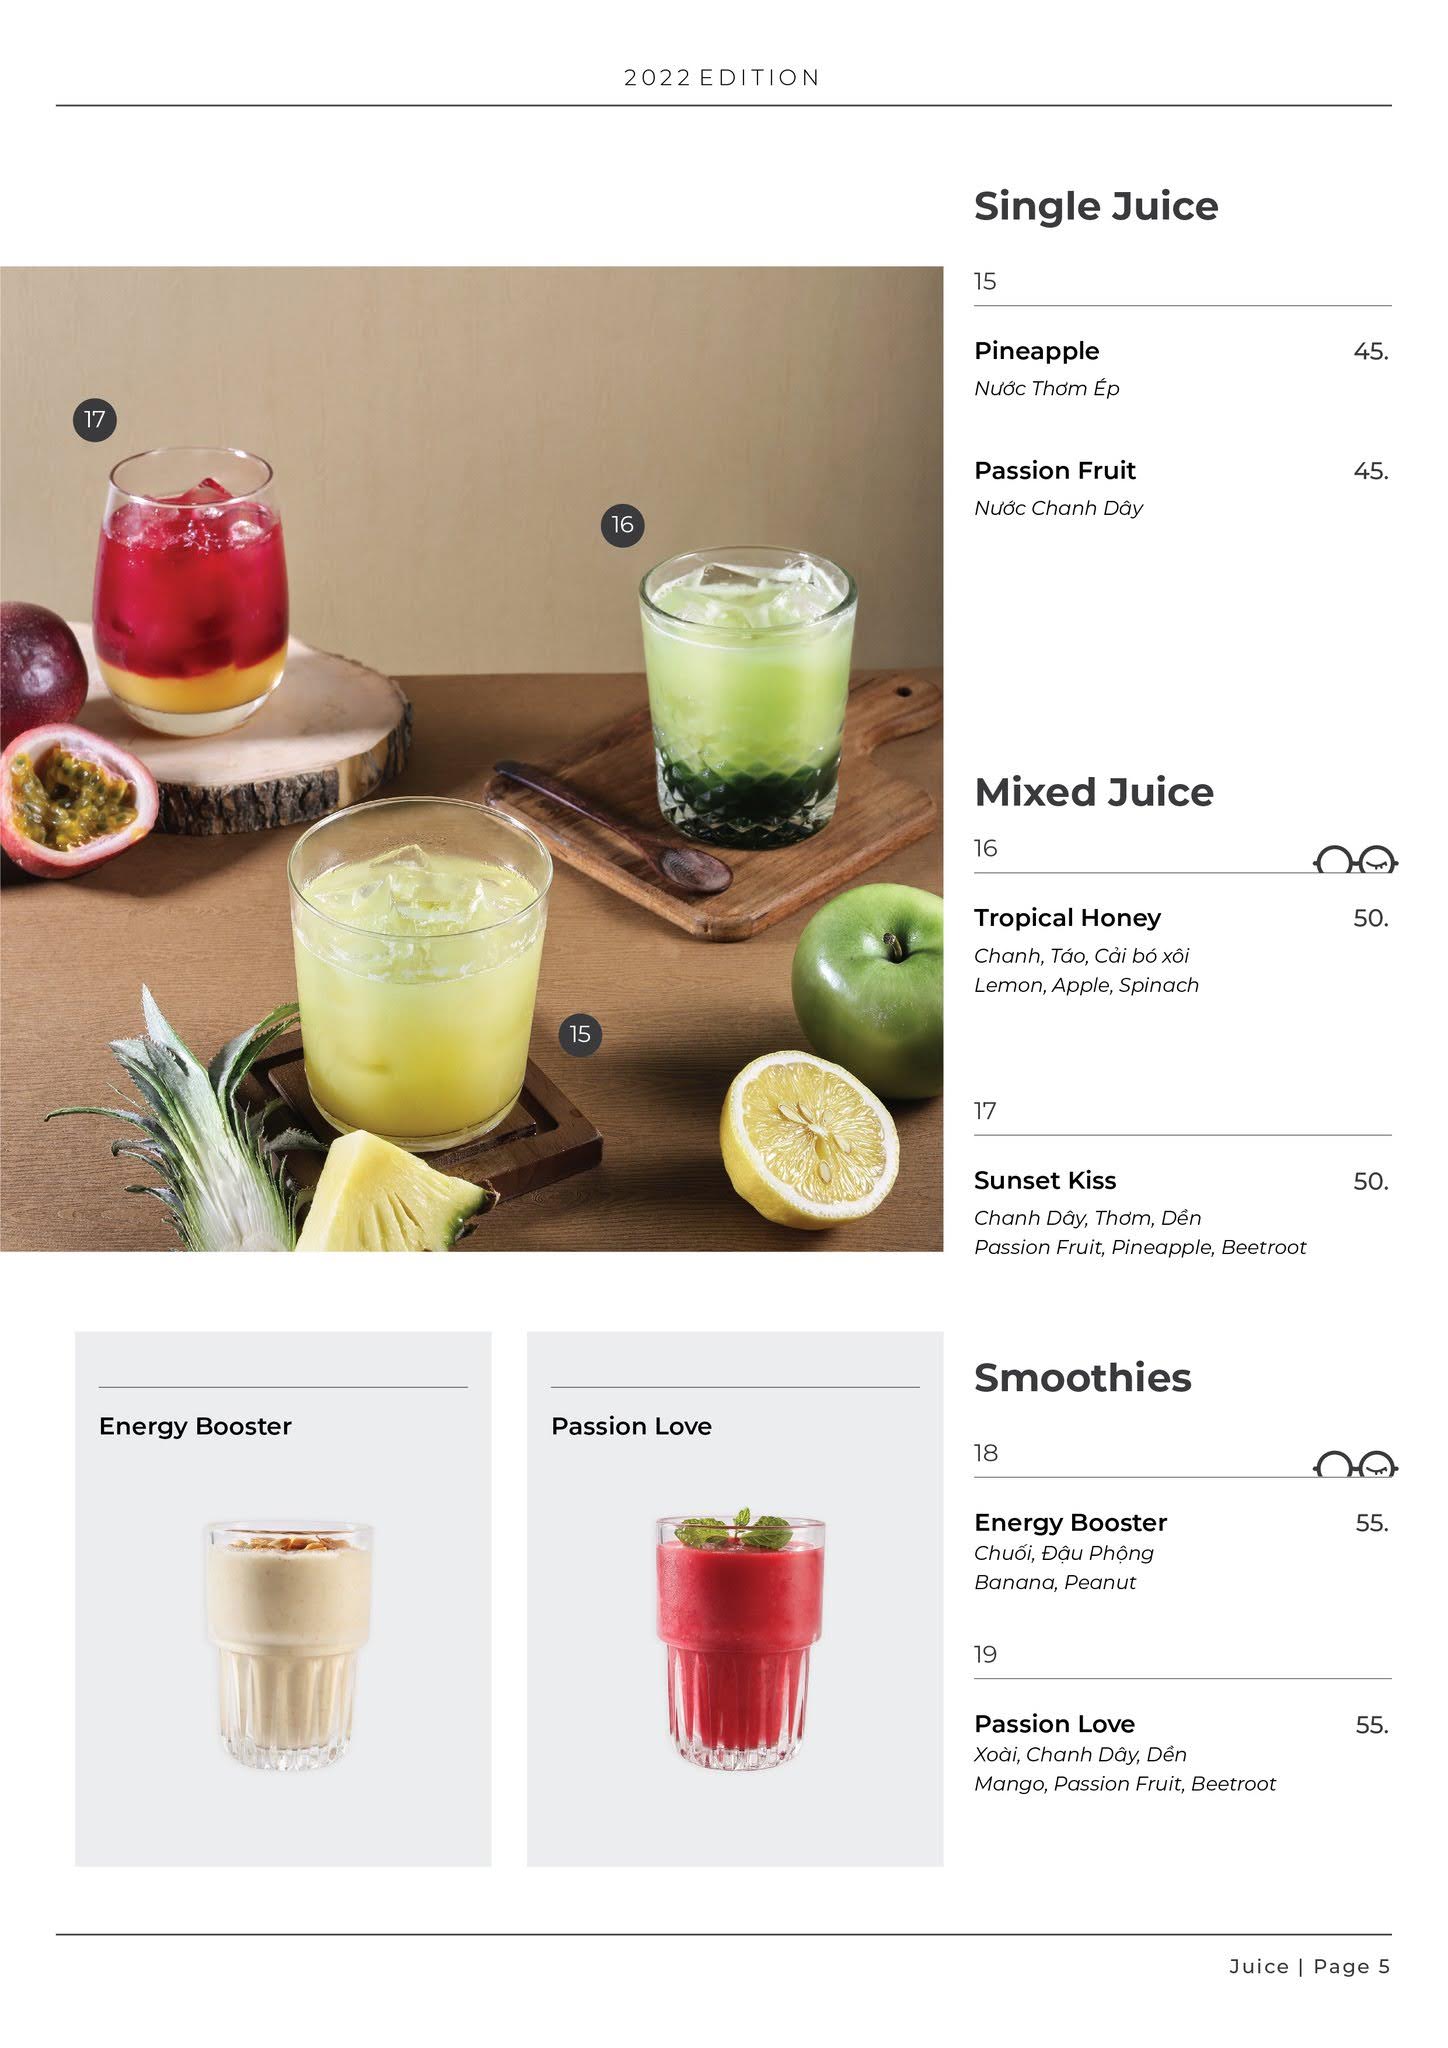 2022 EDITION
Single Juice
15
Pineapple 45.
Nước Thơm Ép
Passion Fruit 45.
Nước Chanh Dây
17
16
15
Mixed Juice
16
Tropical Honey 50.
Chanh, Táo, Cải bó xôi
Lemon, Apple, Spinach
17
Sunset Kiss 50.
Chanh Dây, Thơm, Dền
Passion Fruit, Pineapple, Beetroot
Energy Booster
Passion Love
Smoothies
18
Energy Booster 55.
Chuối, Đậu Phộng
Banana, Peanut
19
Passion Love 55.
Xoài, Chanh Dây, Dền
Mango, Passion Fruit, Beetroot
Juice | Page 5